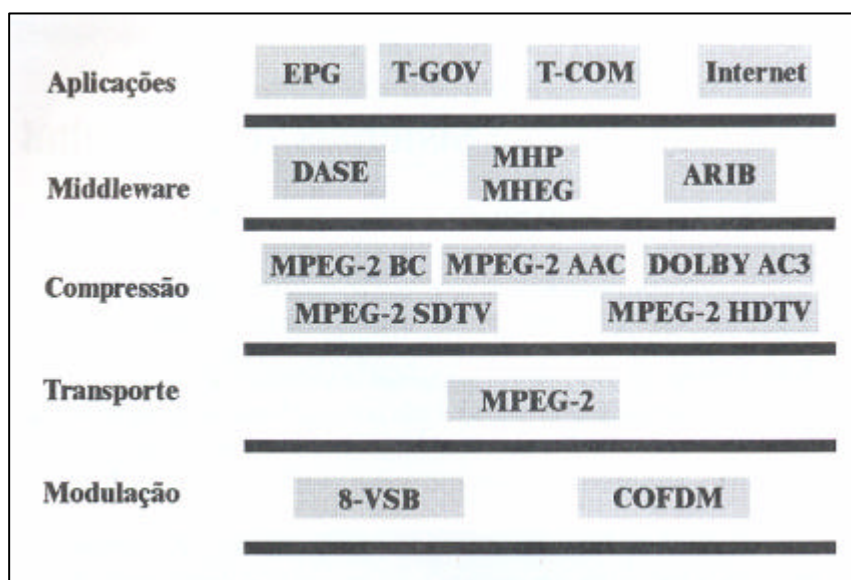 Aplicações
EPG T-GOV T-COM Internet
Middleware
DASE MHP MHEG ARIB
Compressão
MPEG-2 BC MPEG-2 AAC DOLBY AC3
MPEG-2 SDTV MPEG-2 HDTV
Transporte
MPEG-2
Modulação
8-VSB COFDM